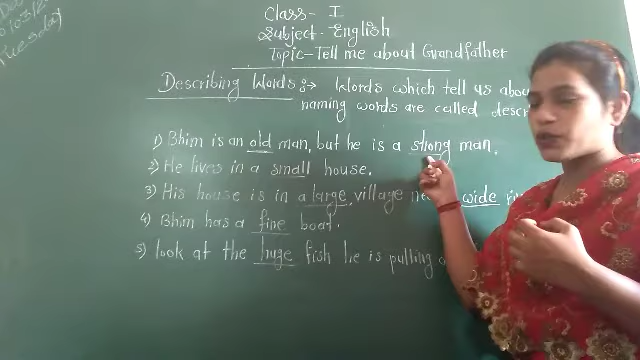 Tuesday
Class- I
Subject- English
Topic-Tell me about Grandfather
Describing Words :→ Words which tell us
naming words are called
1) Bhim is an old man, but he is a strong man.
2) He lives in a small house.
3) His house is in a large village wide
4) Bhim has a fine boat.
5) look at the huge fish he is pulling